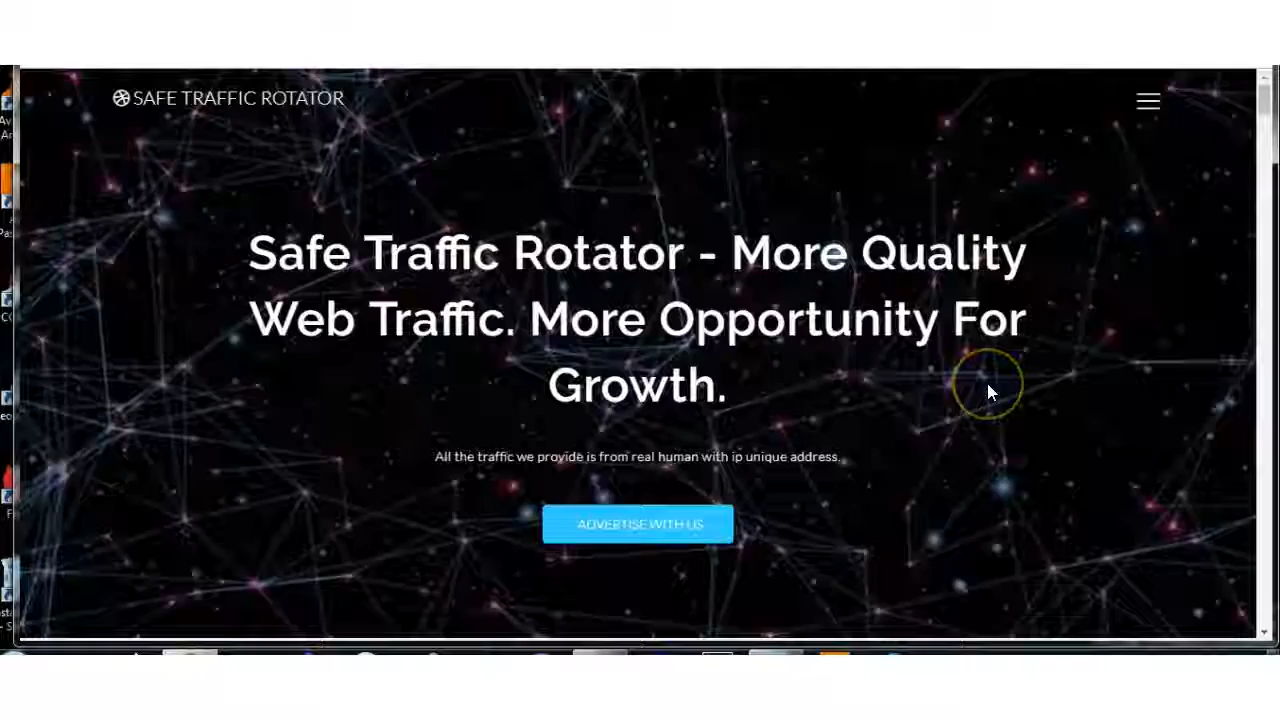 SAFE TRAFFIC ROTATOR
Safe Traffic Rotator - More Quality
Web Traffic. More Opportunity For
Growth.
All the traffic we provide is from real human with ip unique address.
ADVERTISE WITH US